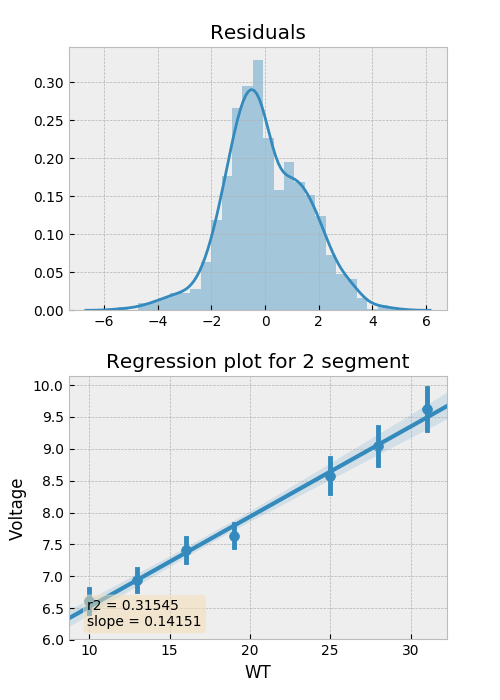 Residuals
0.30
0.25
0.20
0.15
0.10
0.05
0.00
−6 −4 −2 0 2 4 6
Regression plot for 2 segment
10.0
9.5
9.0
8.5
8.0
7.5
7.0
6.5
6.0
Voltage
r2 = 0.31545
slope = 0.14151
10 15 20 25 30
WT